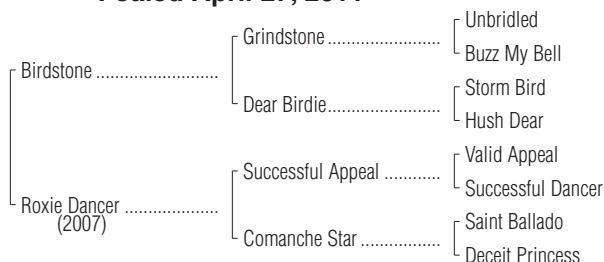 Foaled April 27,
Unbridled
Grindstone ........................
Buzz My Bell
Birdstone ..........................
Storm Bird
Dear Birdie........................
Hush Dear
Valid Appeal
Successful Appeal ............
Successful Dancer
Roxie Dancer ....................
(2007)
Saint Ballado
Comanche Star .................
Deceit Princess